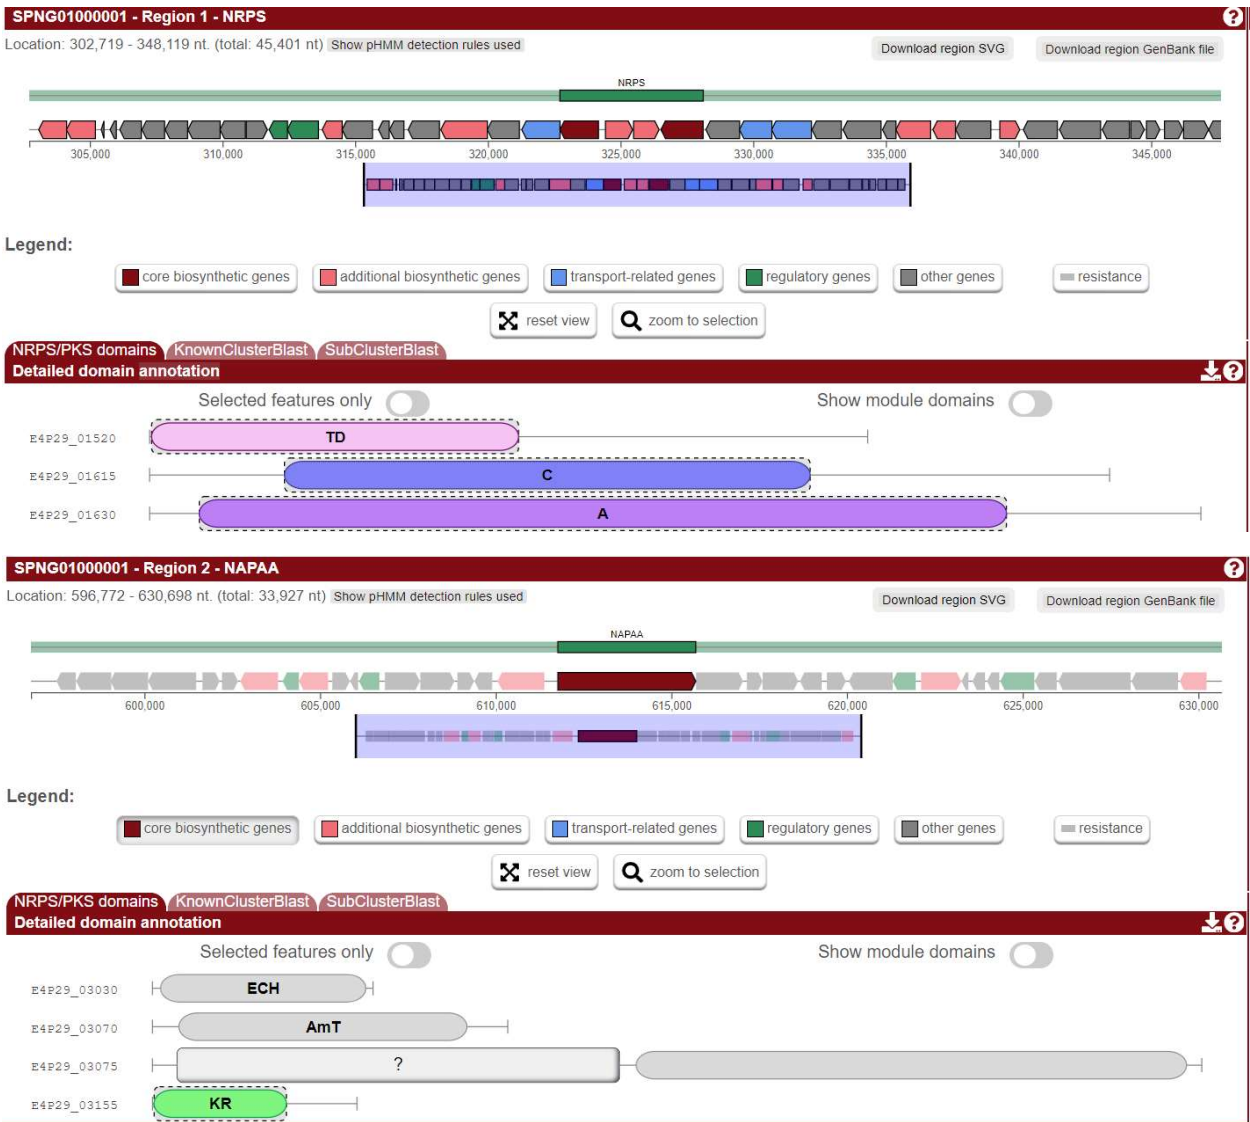 SPNG01000001 - Region 1 - NRPS ?
Location: 302,719 - 348,119 nt. (total: 45,401 nt) Show pHMM detection rules used Download region SVG Download region GenBank file
NRPS
305,000 310,000 315,000 320,000 325,000 330,000 335,000 340,000 345,000
Legend:
core biosynthetic genes additional biosynthetic genes transport-related genes regulatory genes other genes resistance
reset view zoom to selection
NRPS/PKS domains KnownClusterBlast SubClusterBlast
Detailed domain annotation ?
Selected features only Show module domains
E4P29_01520 TD
E4P29_01615 C
E4P29_01630 A
SPNG01000001 - Region 2 - NAPAA ?
Location: 596,772 - 630,698 nt. (total: 33,927 nt) Show pHMM detection rules used Download region SVG Download region GenBank file
NAPAA
600,000 605,000 610,000 615,000 620,000 625,000 630,000
Legend:
core biosynthetic genes additional biosynthetic genes transport-related genes regulatory genes other genes resistance
reset view zoom to selection
NRPS/PKS domains KnownClusterBlast SubClusterBlast
Detailed domain annotation ?
Selected features only Show module domains
E4P29_03030 ECH
E4P29_03070 AmT
E4P29_03075 ?
E4P29_03155 KR